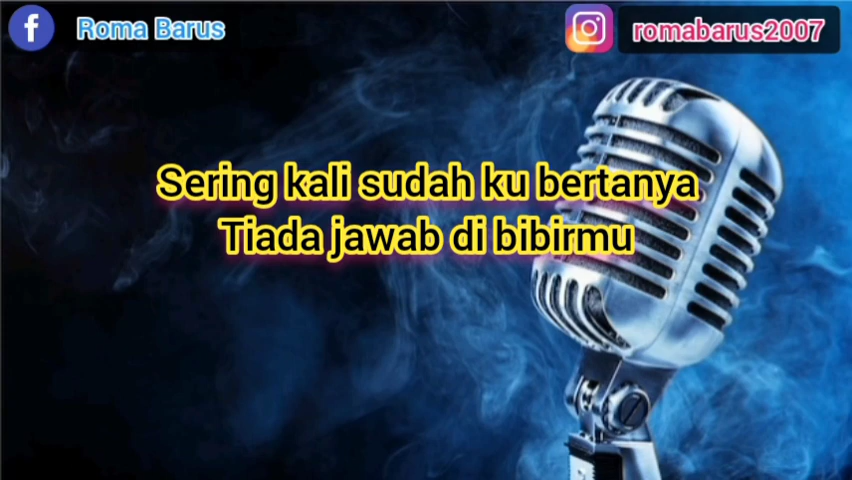 Roma Barus
romabarus2007
Sering kali sudah ku bertanya
Tiada jawab di bibirmu